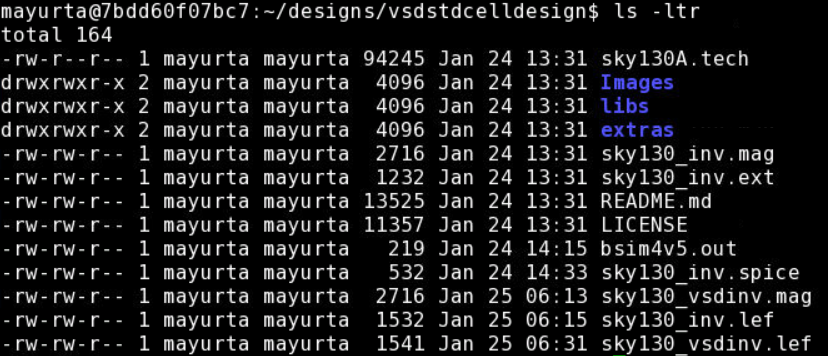 mayurta@7bdd60f07bc7:~/designs/vsdstdcelldesign$ ls -ltr
total 164
-rw-r--r-- 1 mayurta mayurta 94245 Jan 24 13:31 sky130A.tech
drwxrwxr-x 2 mayurta mayurta  4096 Jan 24 13:31 Images
drwxrwxr-x 2 mayurta mayurta  4096 Jan 24 13:31 libs
drwxrwxr-x 2 mayurta mayurta  4096 Jan 24 13:31 extras
-rw-rw-r-- 1 mayurta mayurta  2716 Jan 24 13:31 sky130_inv.mag
-rw-rw-r-- 1 mayurta mayurta  1232 Jan 24 13:31 sky130_inv.ext
-rw-rw-r-- 1 mayurta mayurta 13525 Jan 24 13:31 README.md
-rw-rw-r-- 1 mayurta mayurta 11357 Jan 24 13:31 LICENSE
-rw-rw-r-- 1 mayurta mayurta   219 Jan 24 14:15 bsim4v5.out
-rw-rw-r-- 1 mayurta mayurta   532 Jan 24 14:33 sky130_inv.spice
-rw-rw-r-- 1 mayurta mayurta  2716 Jan 25 06:13 sky130_vsdinv.mag
-rw-rw-r-- 1 mayurta mayurta  1532 Jan 25 06:15 sky130_inv.lef
-rw-rw-r-- 1 mayurta mayurta  1541 Jan 25 06:31 sky130_vsdinv.lef